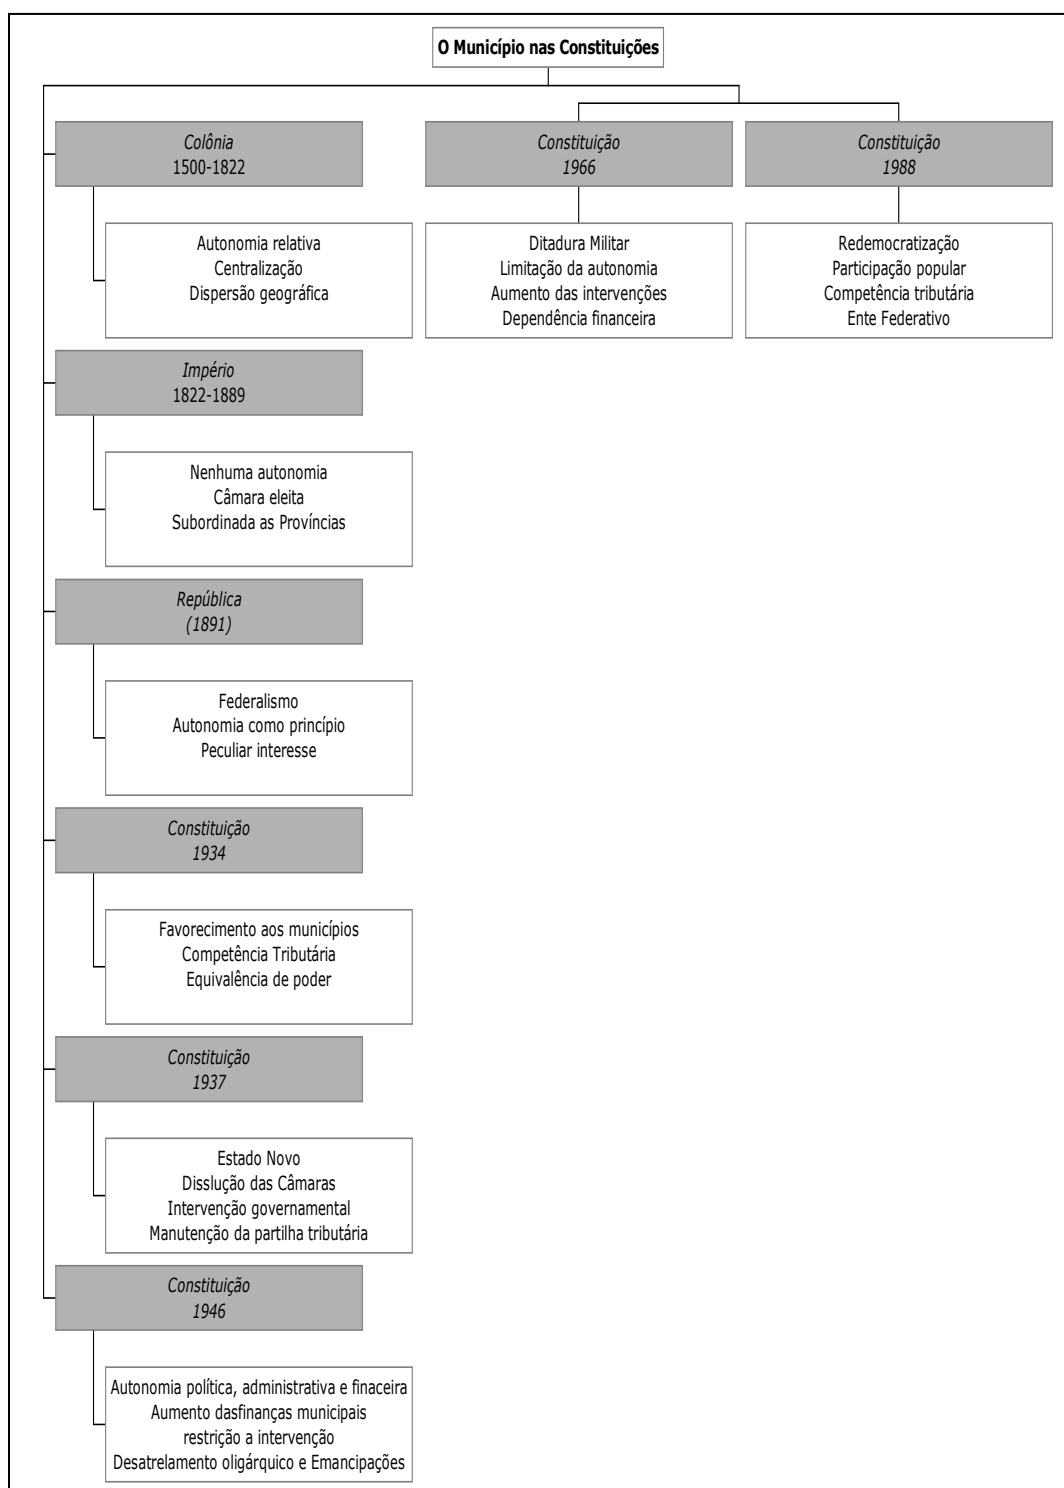 O Município nas Constituições
Colônia
1500-1822
Autonomia relativa
Centralização
Dispersão geográfica
Império
1822-1889
Nenhuma autonomia
Câmara eleita
Subordinada as Províncias
República
(1891)
Federalismo
Autonomia como princípio
Peculiar interesse
Constituição
1934
Favorecimento aos municípios
Competência Tributária
Equivalência de poder
Constituição
1937
Estado Novo
Disslução das Câmaras
Intervenção governamental
Manutenção da partilha tributária
Constituição
1946
Autonomia política, administrativa e finaceira
Aumento dasfinanças municipais
restrição a intervenção
Desatrelamento oligárquico e Emancipações
Constituição
1966
Ditadura Militar
Limitação da autonomia
Aumento das intervenções
Dependência financeira
Constituição
1988
Redemocratização
Participação popular
Competência tributária
Ente Federativo